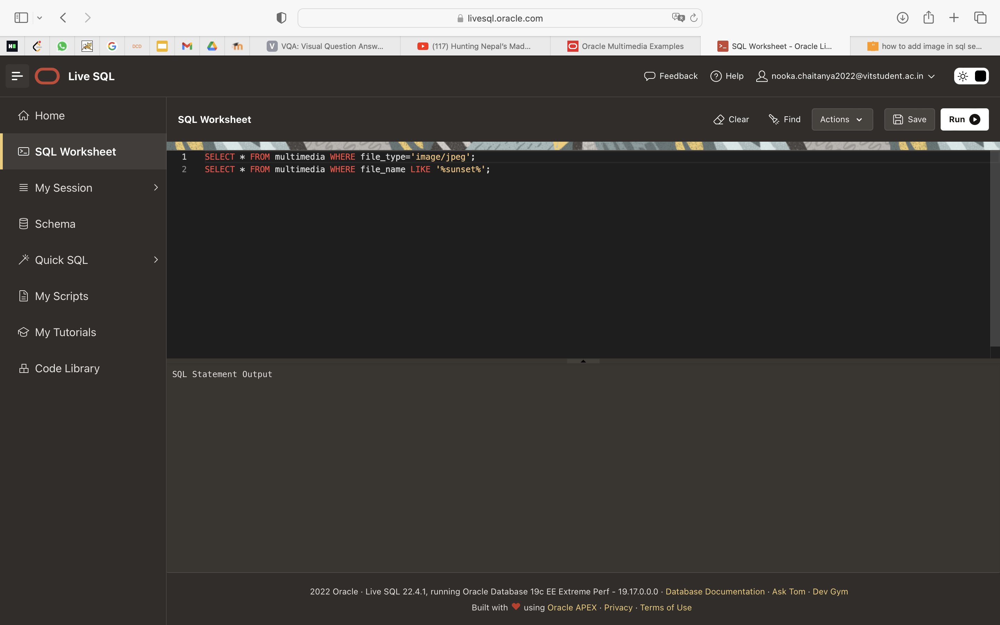 livesql.oracle.com
DCD
VQA: Visual Question Answ...
(117) Hunting Nepal's Mad...
Oracle Multimedia Examples
SQL Worksheet - Oracle Li...
how to add image in sql se...
Live SQL
Feedback
Help
nooka.chaitanya2022@vitstudent.ac.in
Home
SQL Worksheet
My Session
Schema
Quick SQL
My Scripts
My Tutorials
Code Library
SQL Worksheet
Clear
Find
Actions
Save
Run
1 SELECT * FROM multimedia WHERE file_type='image/jpeg';
2 SELECT * FROM multimedia WHERE file_name LIKE '%sunset%';
SQL Statement Output
2022 Oracle · Live SQL 22.4.1, running Oracle Database 19c EE Extreme Perf - 19.17.0.0.0 · Database Documentation · Ask Tom · Dev Gym
Built with ❤ using Oracle APEX · Privacy · Terms of Use